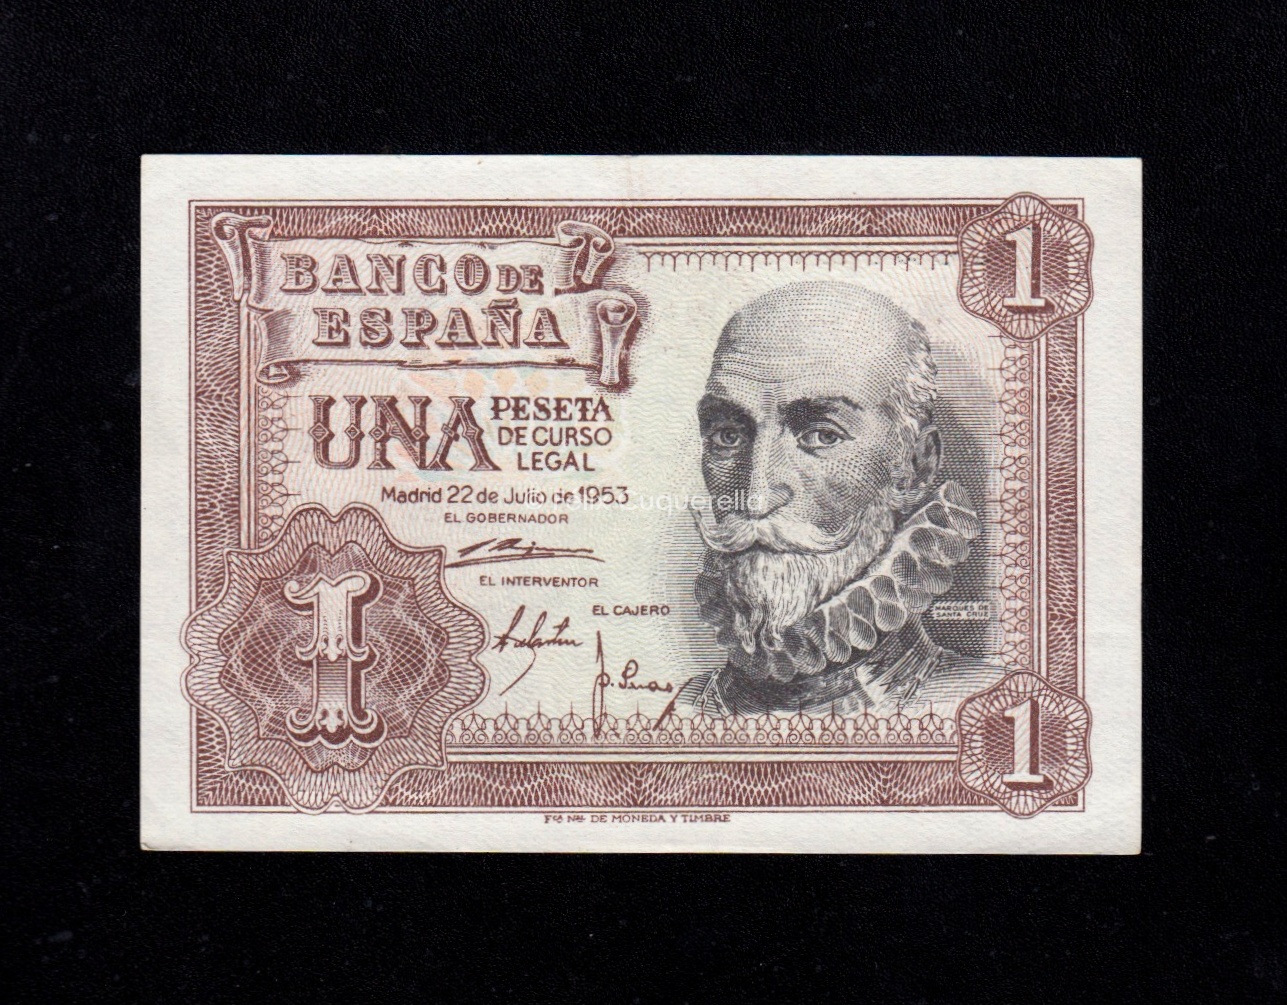 BANCO DE
ESPAÑA
UNA PESETA
DE CURSO
LEGAL
Madrid 22 de Julio de 1953
EL GOBERNADOR
EL INTERVENTOR
EL CAJERO
MARQUES DE
SANTA CRUZ
1
1
1
Fca Nal DE MONEDA Y TIMBRE
Cuquerella